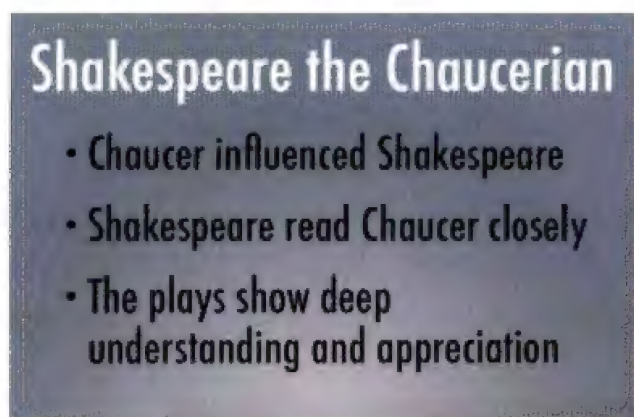 Shakespeare the Chaucerian
• Chaucer influenced Shakespeare
• Shakespeare read Chaucer closely
• The plays show deep
understanding and appreciation